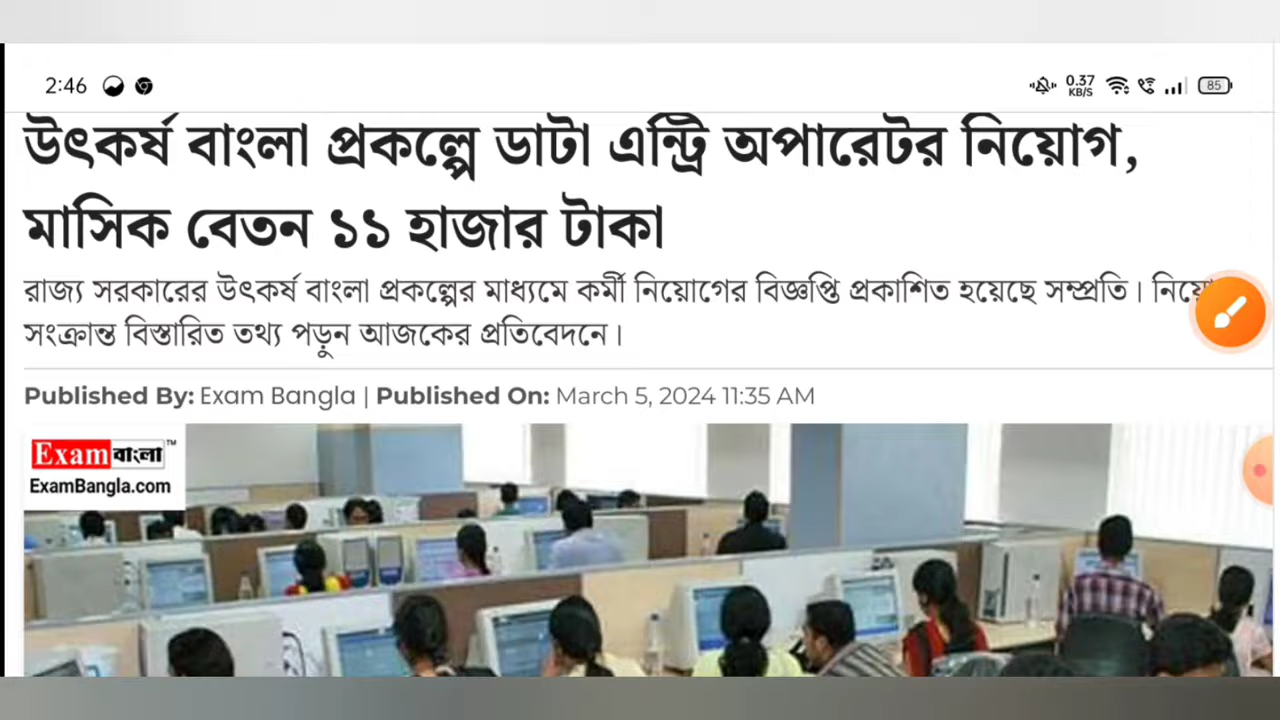 2:46
0.37
KB/S
85
উৎকর্ষ বাংলা প্রকল্পে ডাটা এন্ট্রি অপারেটর নিয়োগ,
মাসিক বেতন ১১ হাজার টাকা
রাজ্য সরকারের উৎকর্ষ বাংলা প্রকল্পের মাধ্যমে কর্মী নিয়োগের বিজ্ঞপ্তি প্রকাশিত হয়েছে সম্প্রতি।
সংক্রান্ত বিস্তারিত তথ্য পড়ুন আজকের প্রতিবেদনে।
Published By: Exam Bangla | Published On: March 5, 2024 11:35 AM
Examবাংলা™
ExamBangla.com